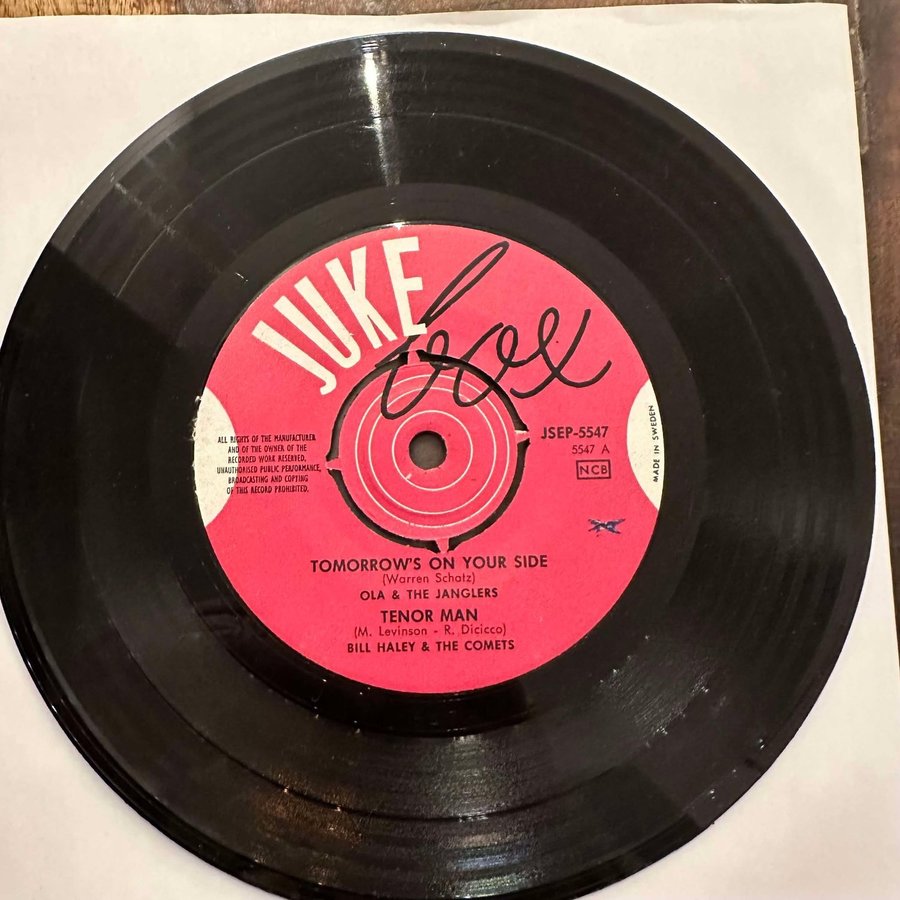 JUKE box
ALL RIGHTS OF THE MANUFACTURER
AND OF THE OWNER OF THE
RECORDED WORK RESERVED.
UNAUTHORISED PUBLIC PERFORMANCE,
BROADCASTING AND COPYING
OF THIS RECORD PROHIBITED.
JSEP-5547
5547 A
NCB
MADE IN SWEDEN
TOMORROW'S ON YOUR SIDE
(Warren Schatz)
OLA & THE JANGLERS
TENOR MAN
(M. Levinson - R. Dicicco)
BILL HALEY & THE COMETS